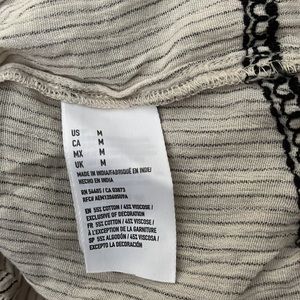 US M
CA M
MX M
UK M
MADE IN INDIA/FABRIQUÉ EN INDE/
HECHO EN INDIA
RN 54485 / CA 03873
EN 55% COTTON / 45% VISCOSE /
EXCLUSIVE OF DECORATION
FR 55% COTON / 45% VISCOSE /
A L'EXCEPTION DE LA GARNITURE
SP 55% ALGODÓN / 45% VISCOSA /
EXCEPTO LA DECORACIÓN